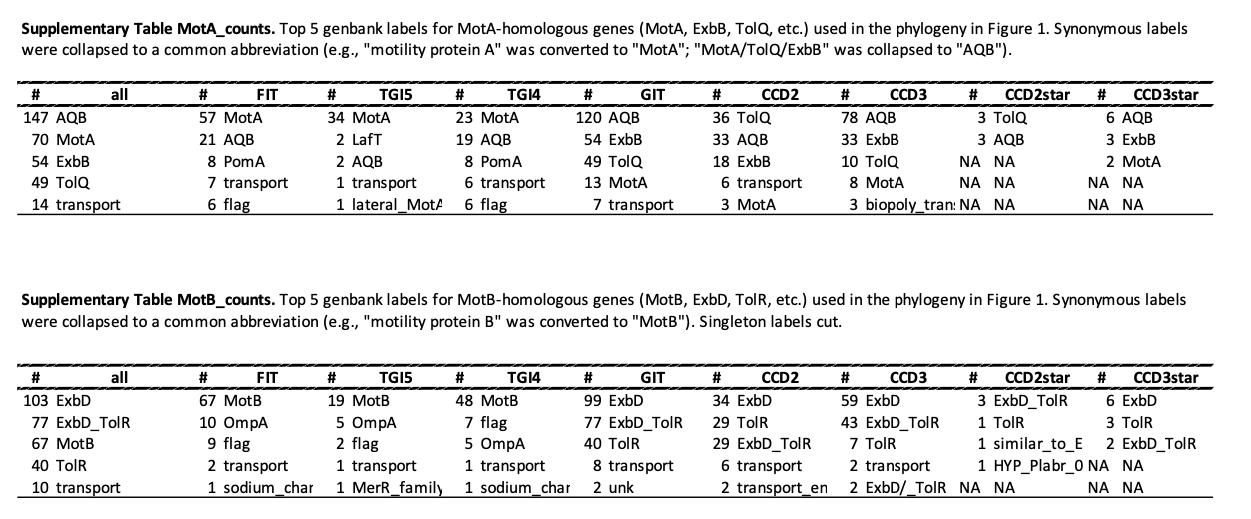 Supplementary Table MotA_counts. Top 5 genbank labels for MotA-homologous genes (MotA, ExbB, TolQ, etc.) used in the phylogeny in Figure 1. Synonymous labels
were collapsed to a common abbreviation (e.g., "motility protein A" was converted to "MotA"; "MotA/TolQ/ExbB" was collapsed to "AQB").
# all # FIT # TGI5 # TGI4 # GIT # CCD2 # CCD3 # CCD2star # CCD3star
147 AQB 57 MotA 34 MotA 23 MotA 120 AQB 36 TolQ 78 AQB 3 TolQ 6 AQB
70 MotA 21 AQB 2 LafT 19 AQB 54 ExbB 33 AQB 33 ExbB 3 AQB 3 ExbB
54 ExbB 8 PomA 2 AQB 8 PomA 49 TolQ 18 ExbB 10 TolQ NA NA 2 MotA
49 TolQ 7 transport 1 transport 6 transport 13 MotA 6 transport 8 MotA NA NA NA NA
14 transport 6 flag 1 lateral_MotA 6 flag 7 transport 3 MotA 3 biopoly_trans NA NA NA NA
Supplementary Table MotB_counts. Top 5 genbank labels for MotB-homologous genes (MotB, ExbD, TolR, etc.) used in the phylogeny in Figure 1. Synonymous labels
were collapsed to a common abbreviation (e.g., "motility protein B" was converted to "MotB"). Singleton labels cut.
# all # FIT # TGI5 # TGI4 # GIT # CCD2 # CCD3 # CCD2star # CCD3star
103 ExbD 67 MotB 19 MotB 48 MotB 99 ExbD 34 ExbD 59 ExbD 3 ExbD_TolR 6 ExbD
77 ExbD_TolR 10 OmpA 5 OmpA 7 flag 77 ExbD_TolR 29 TolR 43 ExbD_TolR 1 TolR 3 TolR
67 MotB 9 flag 2 flag 5 OmpA 40 TolR 29 ExbD_TolR 7 TolR 1 similar_to_E 2 ExbD_TolR
40 TolR 2 transport 1 transport 1 transport 8 transport 6 transport 2 transport 1 HYP_Plabr_0 NA NA
10 transport 1 sodium_char 1 MerR_family 1 sodium_char 2 unk 2 transport_en 2 ExbD/_TolR NA NA NA NA